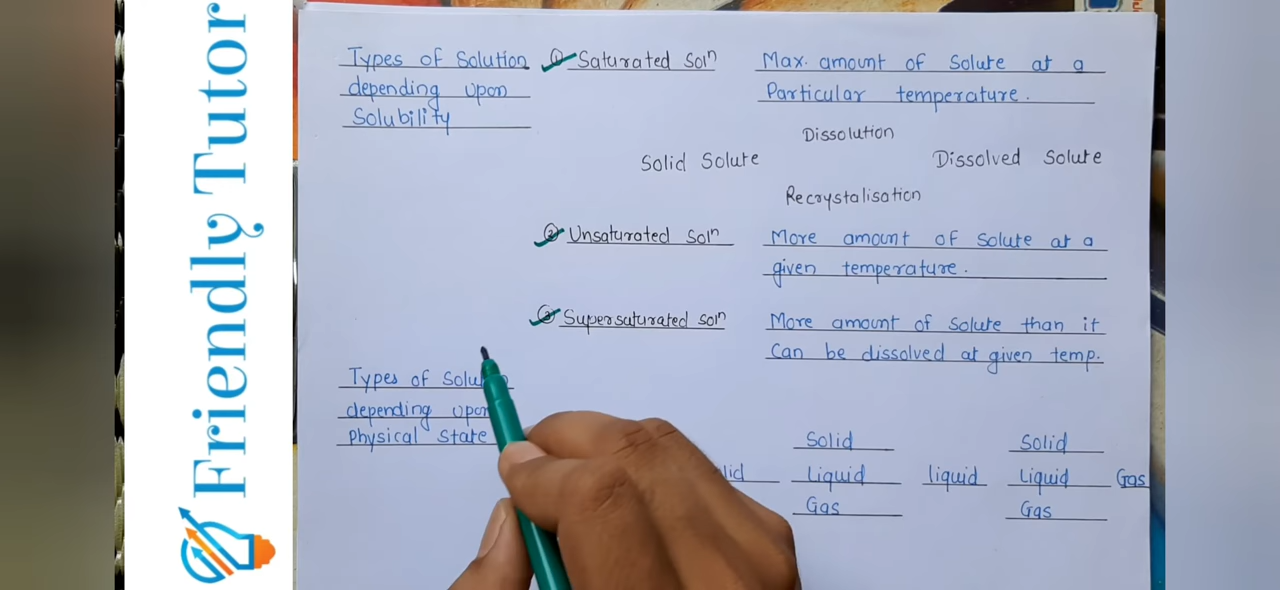 Friendly Tutor
Types of Solution
depending upon
Solubility
① Saturated Solⁿ
Max. amount of Solute at a
Particular temperature.
Dissolution
Solid Solute
Dissolved Solute
Recrystalisation
② Unsaturated Solⁿ
More amount of Solute at a
given temperature.
③ Supersaturated Solⁿ
More amount of Solute than it
Can be dissolved at given temp.
Types of
depending upon
Physical State
Solid
Liquid
Gas
liquid
Solid
Liquid
Gas
Gas